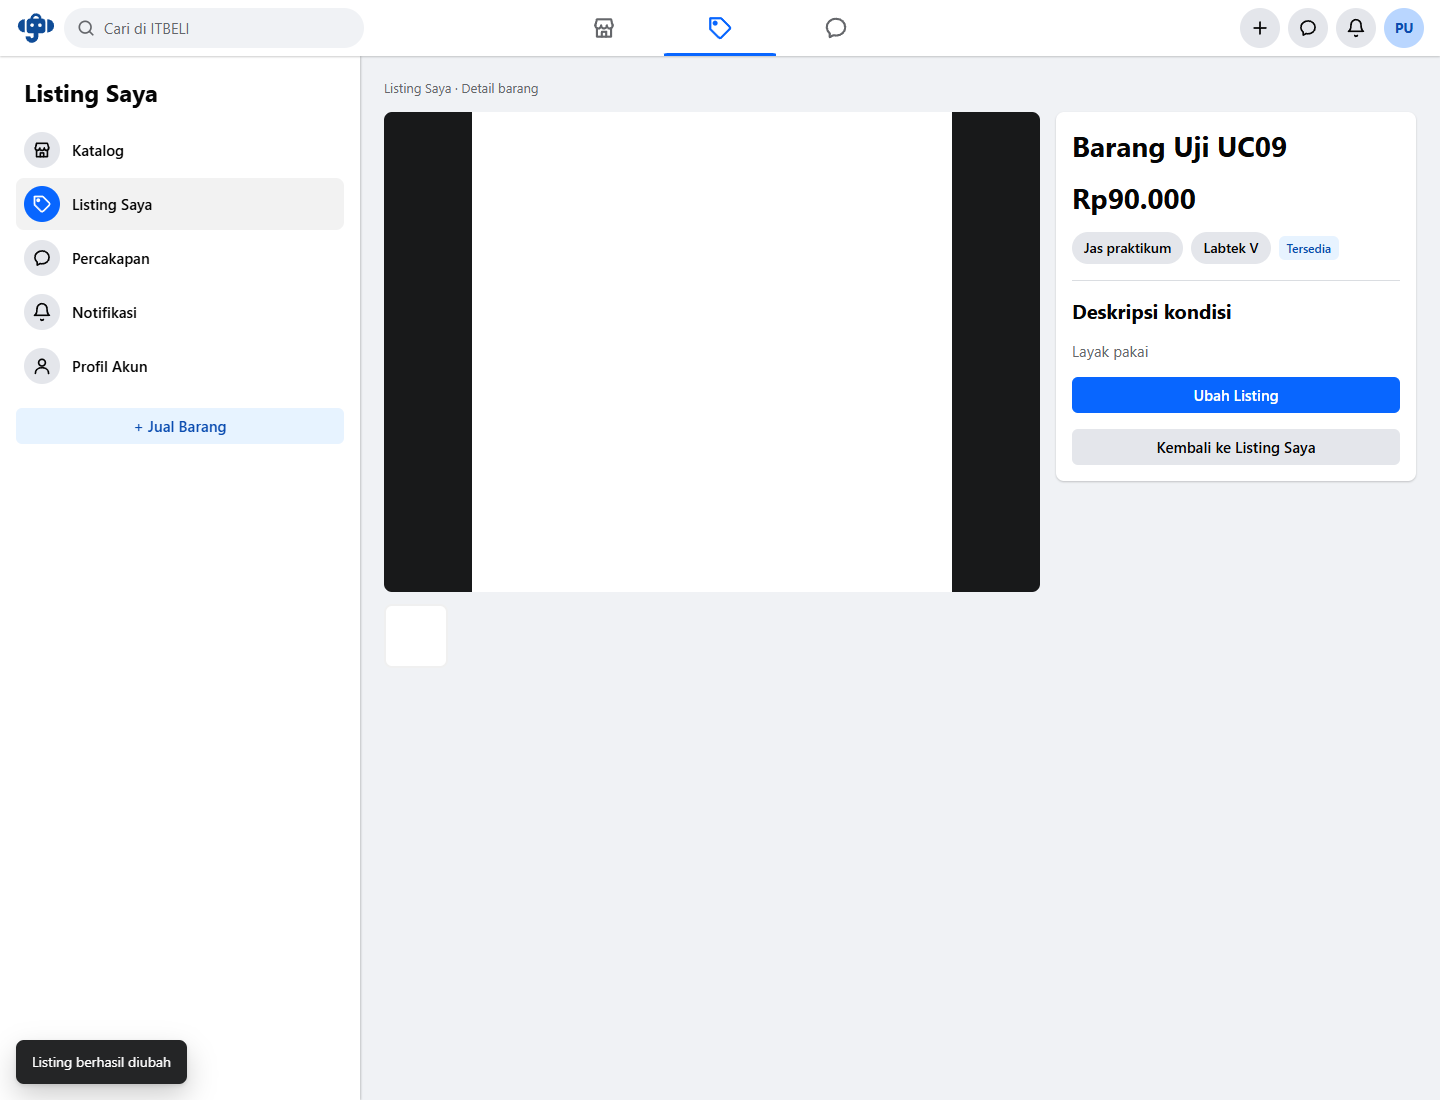 Cari di ITBELI
PU
Listing Saya
Katalog
Listing Saya
Percakapan
Notifikasi
Profil Akun
+ Jual Barang
Listing Saya · Detail barang
Barang Uji UC09
Rp90.000
Jas praktikum
Labtek V
Tersedia
Deskripsi kondisi
Layak pakai
Ubah Listing
Kembali ke Listing Saya
Listing berhasil diubah